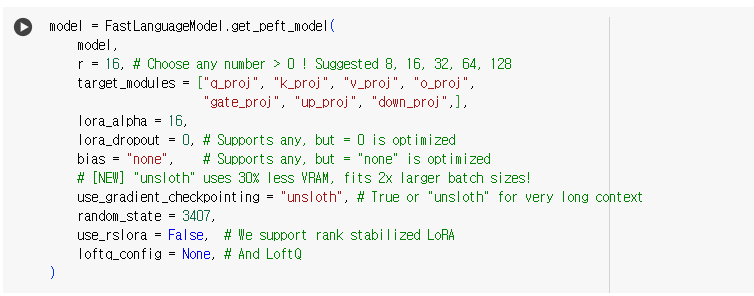 model = FastLanguageModel.get_peft_model(
    model,
    r = 16, # Choose any number > 0 ! Suggested 8, 16, 32, 64, 128
    target_modules = ["q_proj", "k_proj", "v_proj", "o_proj",
                      "gate_proj", "up_proj", "down_proj",],
    lora_alpha = 16,
    lora_dropout = 0, # Supports any, but = 0 is optimized
    bias = "none",    # Supports any, but = "none" is optimized
    # [NEW] "unsloth" uses 30% less VRAM, fits 2x larger batch sizes!
    use_gradient_checkpointing = "unsloth", # True or "unsloth" for very long context
    random_state = 3407,
    use_rslora = False,  # We support rank stabilized LoRA
    loftq_config = None, # And LoftQ
)